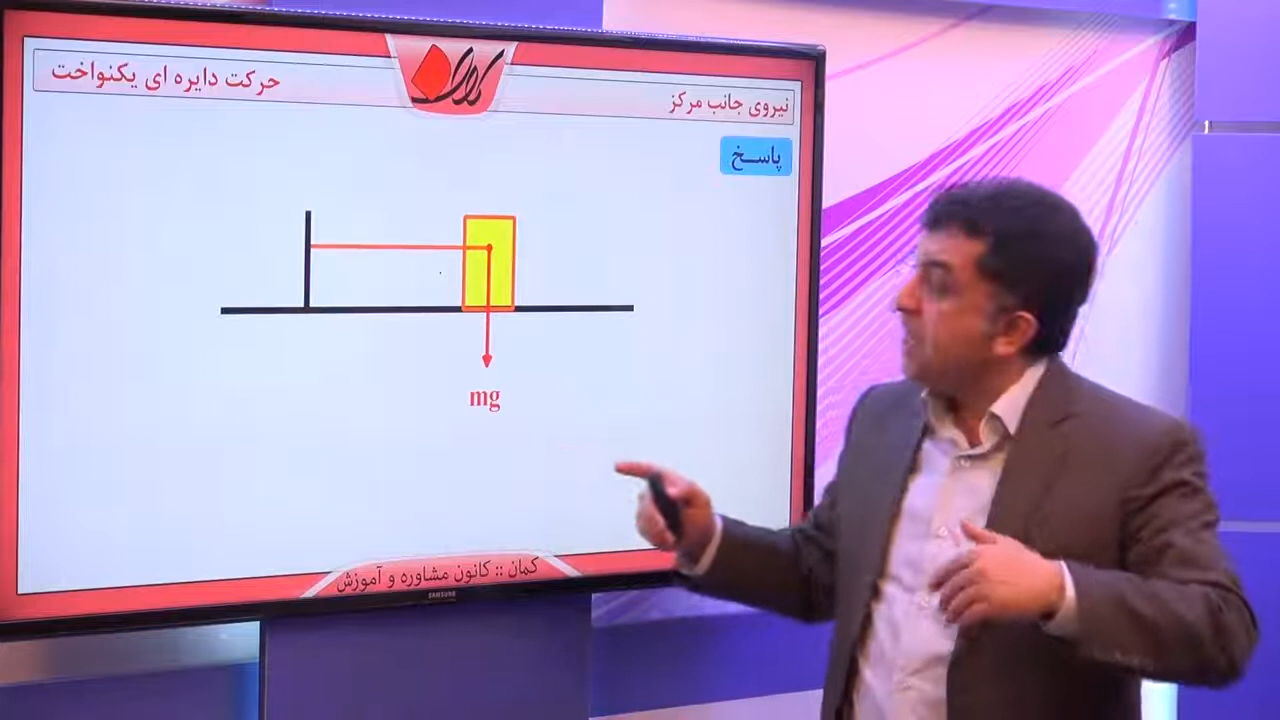 نیروی جانب مرکز
حرکت دایره ای یکنواخت
پاسخ
mg
کمان :: کانون مشاوره و آموزش
SAMSUNG